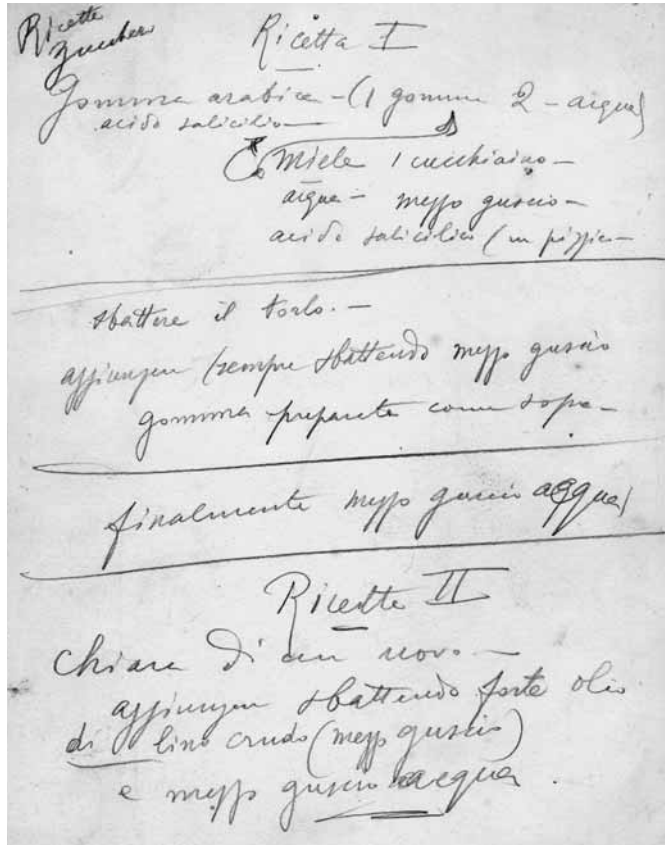 Ricette
Zucchero
Ricetta I
Gomma arabica - (1 gomma 2 - acqua)
acido salicilico
Miele 1 cucchiaino -
acqua - mezzo guscio -
acido salicilico (un pizzico -
sbattere il torlo. -
aggiungere (sempre sbattendo mezzo guscio
gomma preparata come sopra -
finalmente mezzo guscio acqua)
Ricetta II
Chiara di un uovo -
aggiungere sbattendo forte olio
di lino crudo (mezzo guscio)
e mezzo guscio acqua.